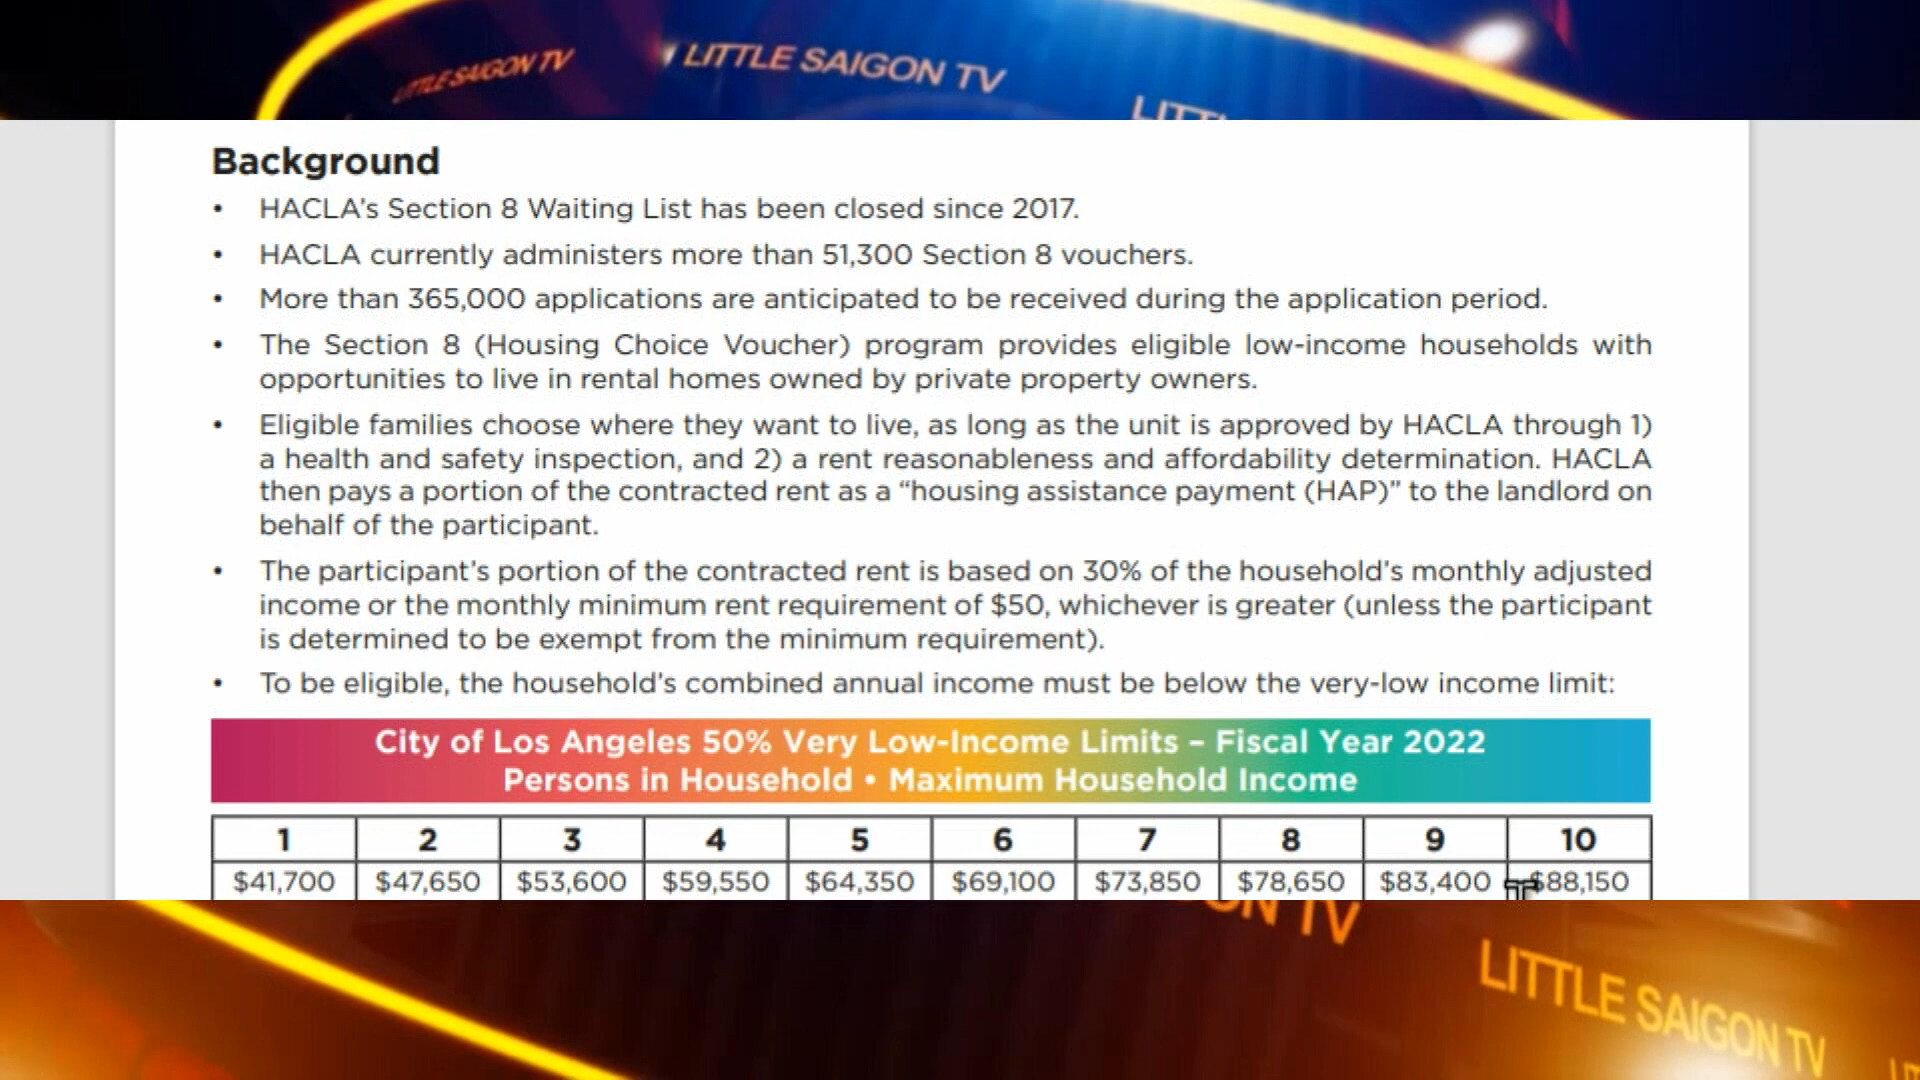 LITTLE SAIGON TV
LITTLE SAIGON TV
Background
• HACLA's Section 8 Waiting List has been closed since 2017.
• HACLA currently administers more than 51,300 Section 8 vouchers.
• More than 365,000 applications are anticipated to be received during the application period.
• The Section 8 (Housing Choice Voucher) program provides eligible low-income households with
opportunities to live in rental homes owned by private property owners.
• Eligible families choose where they want to live, as long as the unit is approved by HACLA through 1)
a health and safety inspection, and 2) a rent reasonableness and affordability determination. HACLA
then pays a portion of the contracted rent as a “housing assistance payment (HAP)” to the landlord on
behalf of the participant.
• The participant's portion of the contracted rent is based on 30% of the household's monthly adjusted
income or the monthly minimum rent requirement of $50, whichever is greater (unless the participant
is determined to be exempt from the minimum requirement).
• To be eligible, the household's combined annual income must be below the very-low income limit:
City of Los Angeles 50% Very Low-Income Limits – Fiscal Year 2022
Persons in Household • Maximum Household Income
1 2 3 4 5 6 7 8 9 10
$41,700 $47,650 $53,600 $59,550 $64,350 $69,100 $73,850 $78,650 $83,400 $88,150
TV
LITTLE SAIGON TV